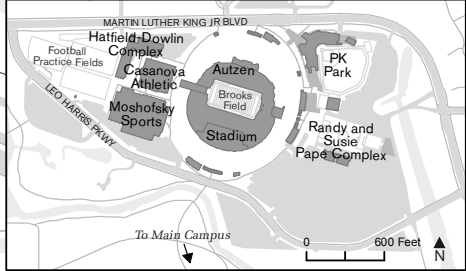 MARTIN LUTHER KING JR BLVD
Hatfield-Dowlin
Complex
Football
Practice Fields
Casanova
Athletic
Autzen
PK
Park
Brooks
Field
LEO HARRIS PKWY
Moshofsky
Sports
Stadium
Randy and
Susie
Papé Complex
To Main Campus
0 600 Feet
N